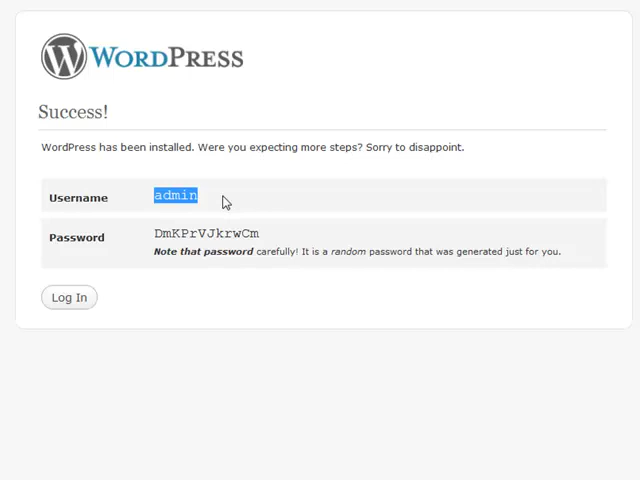 WORDPRESS
Success!
WordPress has been installed. Were you expecting more steps? Sorry to disappoint.
Username admin
Password DmKPrVJkrwCm
Note that password carefully! It is a random password that was generated just for you.
Log In